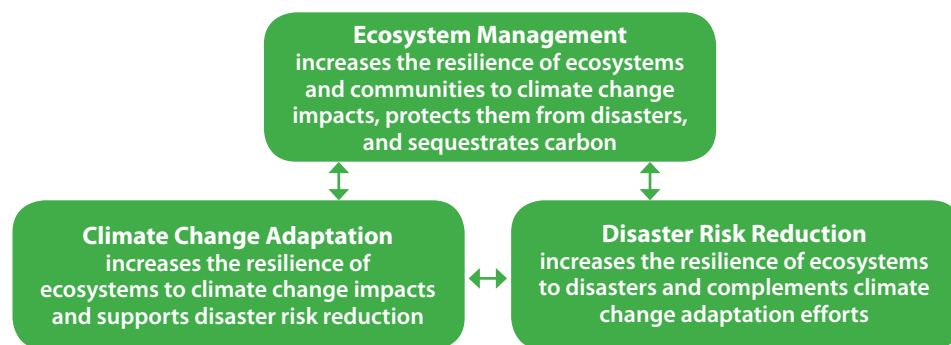 Ecosystem Management
increases the resilience of ecosystems
and communities to climate change
impacts, protects them from disasters,
and sequestrates carbon
Climate Change Adaptation
increases the resilience of
ecosystems to climate change impacts
and supports disaster risk reduction
Disaster Risk Reduction
increases the resilience of ecosystems
to disasters and complements climate
change adaptation efforts